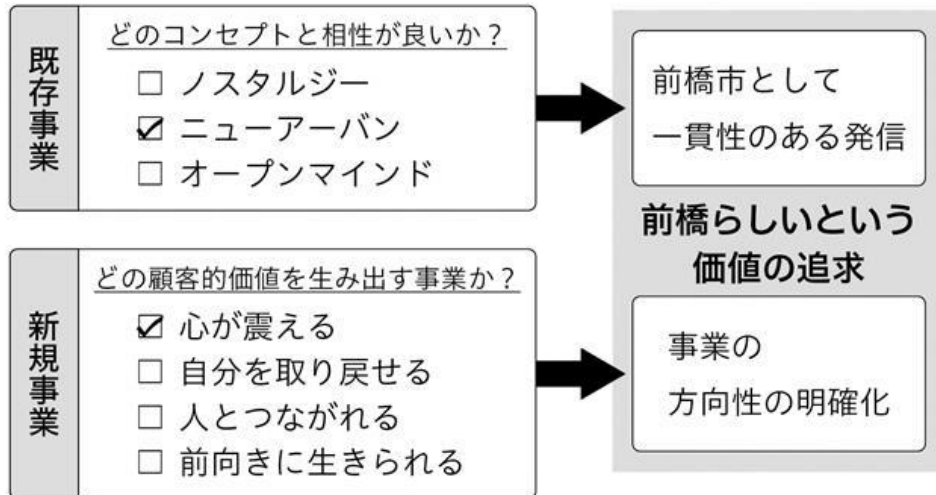 既存事業
どのコンセプトと相性が良いか？
☐ ノスタルジー
☑ ニューアーバン
☐ オープンマインド
前橋市として
一貫性のある発信
前橋らしいという
価値の追求
新規事業
どの顧客的価値を生み出す事業か？
☑ 心が震える
☐ 自分を取り戻せる
☐ 人とつながれる
☐ 前向きに生きられる
事業の
方向性の明確化